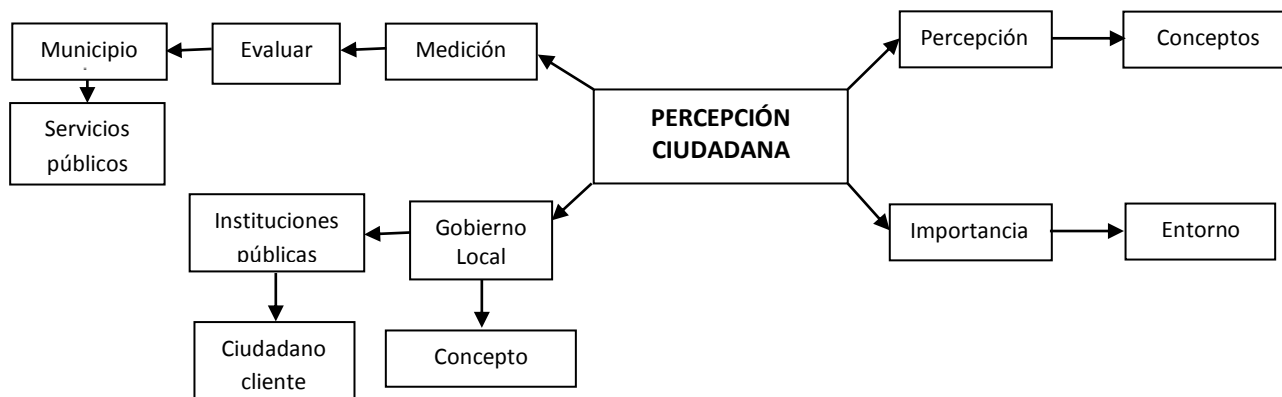 Municipio
Evaluar
Medición
Percepción
Conceptos
PERCEPCIÓN
CIUDADANA
Servicios
públicos
Instituciones
públicas
Gobierno
Local
Importancia
Entorno
Ciudadano
cliente
Concepto